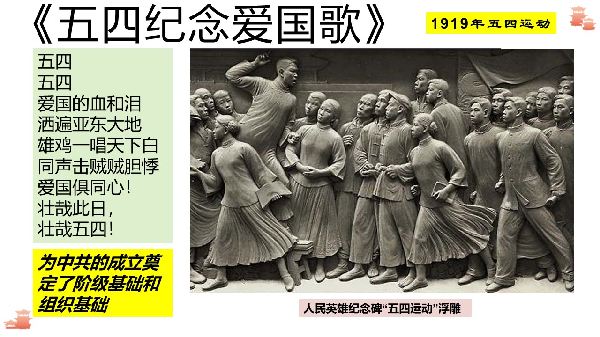 《五四纪念爱国歌》
1919年五四运动
五四
五四
爱国的血和泪
洒遍亚东大地
雄鸡一唱天下白
同声击贼贼胆悸
爱国俱同心！
壮哉此日，
壮哉五四！
为中共的成立奠
定了阶级基础和
组织基础
人民英雄纪念碑“五四运动”浮雕